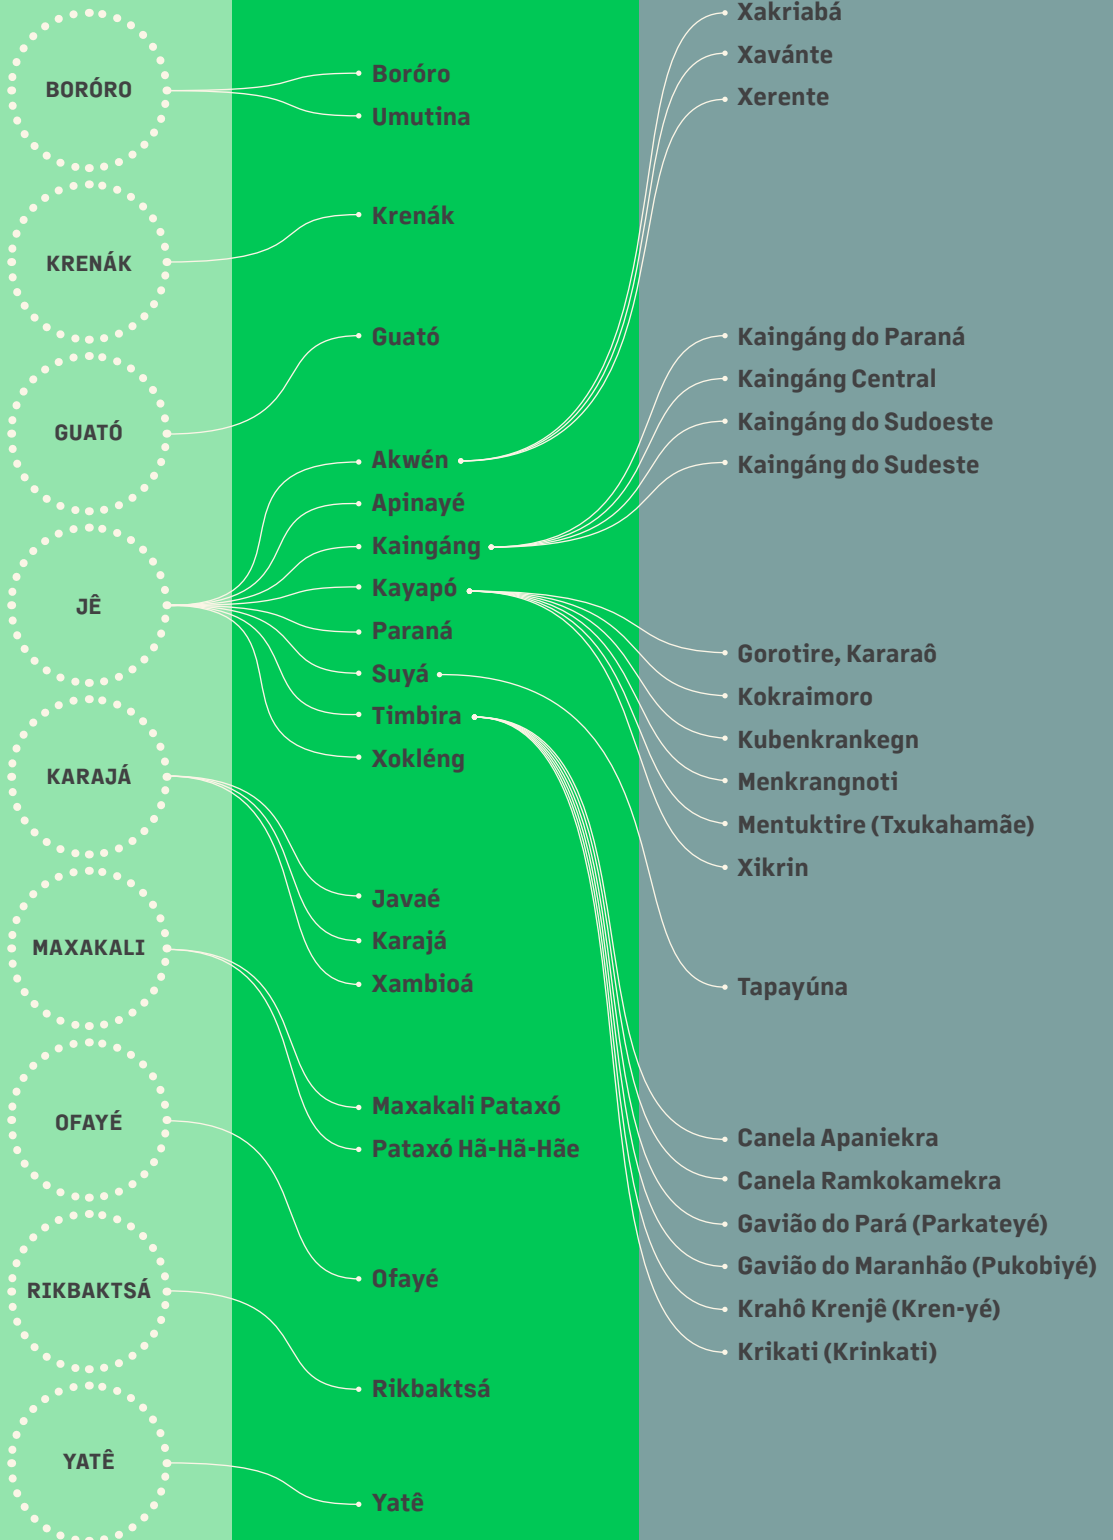 BORÓRO
KRENÁK
GUATÓ
JÊ
KARAJÁ
MAXAKALI
OFAYÉ
RIKBAKTSÁ
YATÊ
Boróro
Umutina
Krenák
Guató
Akwén
Apinayé
Kaingáng
Kayapó
Paraná
Suyá
Timbira
Xokléng
Javaé
Karajá
Xambioá
Maxakali Pataxó
Pataxó Hã-Hã-Hãe
Ofayé
Rikbaktsá
Yatê
Xakriabá
Xavánte
Xerente
Kaingáng do Paraná
Kaingáng Central
Kaingáng do Sudoeste
Kaingáng do Sudeste
Gorotire, Kararaô
Kokraimoro
Kubenkrankegn
Menkrangnoti
Mentuktire (Txukahamãe)
Xikrin
Tapayúna
Canela Apaniekra
Canela Ramkokamekra
Gavião do Pará (Parkateyé)
Gavião do Maranhão (Pukobiyé)
Krahô Krenjê (Kren-yé)
Krikati (Krinkati)